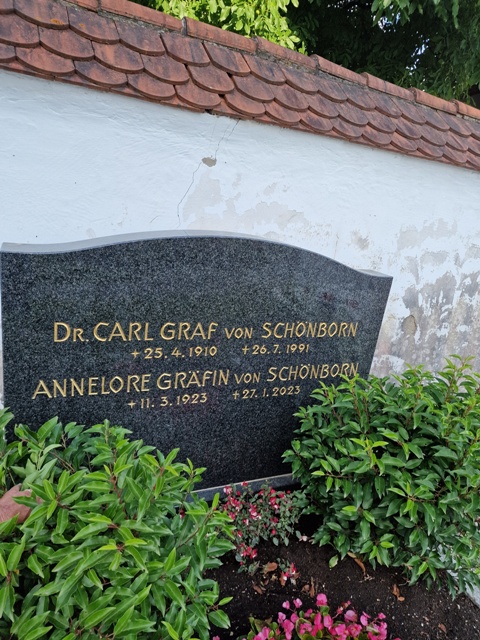 DR. CARL GRAF VON SCHÖNBORN
+25.4.1910 +26.7.1991
ANNELORE GRÄFIN VON SCHÖNBORN
+11.3.1923 +27.1.2023